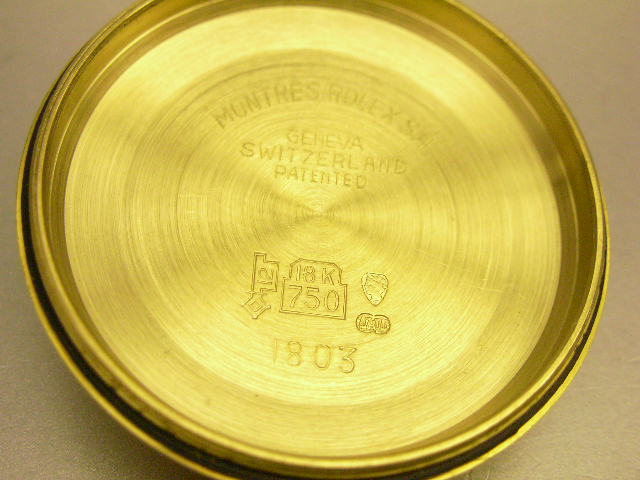 MONTRES ROLEX S.A.
GENEVA
SWITZERLAND
PATENTED
18K
750
1803